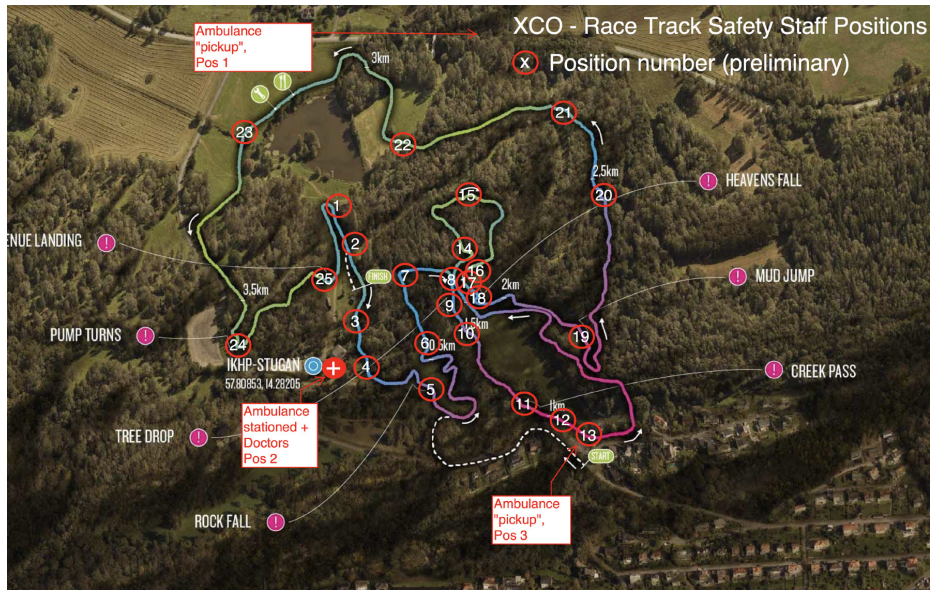 XCO - Race Track Safety Staff Positions
x Position number (preliminary)
Ambulance
"pickup",
Pos 1
3km
23
22
21
2,5km
20
HEAVENS FALL
15
1
2
14
ENUE LANDING
25
FINISH
7
8
16
17
18
2km
MUD JUMP
3,5km
9
3
10
1,5km
19
PUMP TURNS
24
6
0,5km
IKHP-STUGAN
57.80853, 14.28205
4
5
CREEK PASS
11
1km
12
13
START
Ambulance
stationed +
Doctors
Pos 2
TREE DROP
Ambulance
"pickup",
Pos 3
ROCK FALL